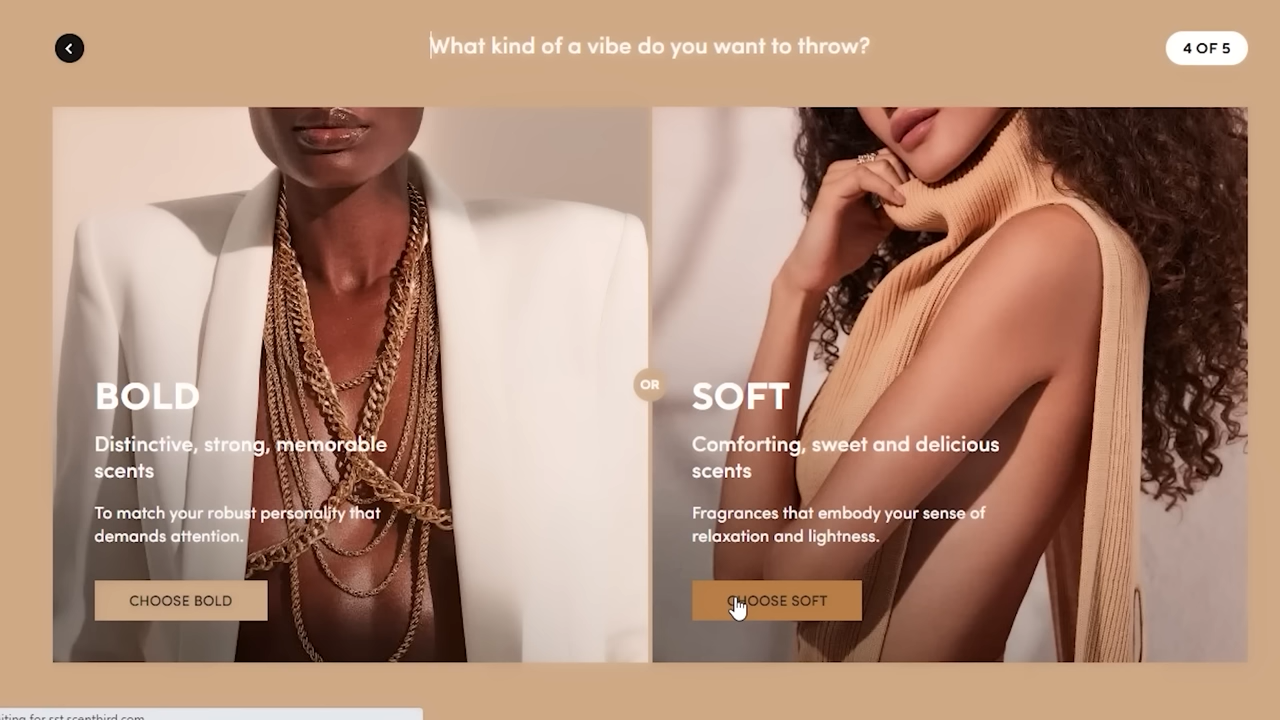 What kind of a vibe do you want to throw?
4 OF 5
BOLD
Distinctive, strong, memorable
scents
To match your robust personality that
demands attention.
CHOOSE BOLD
OR
SOFT
Comforting, sweet and delicious
scents
Fragrances that embody your sense of
relaxation and lightness.
CHOOSE SOFT